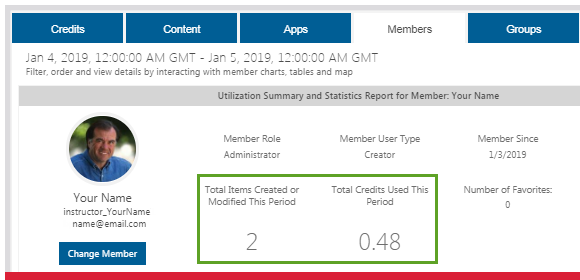 Credits Content Apps Members Groups
Jan 4, 2019, 12:00:00 AM GMT - Jan 5, 2019, 12:00:00 AM GMT
Filter, order and view details by interacting with member charts, tables and map
Utilization Summary and Statistics Report for Member: Your Name
Member Role Member User Type Member Since
Administrator Creator 1/3/2019
Your Name
instructor_YourName
name@email.com
Change Member
Total Items Created or
Modified This Period
2
Total Credits Used This
Period
0.48
Number of Favorites:
0